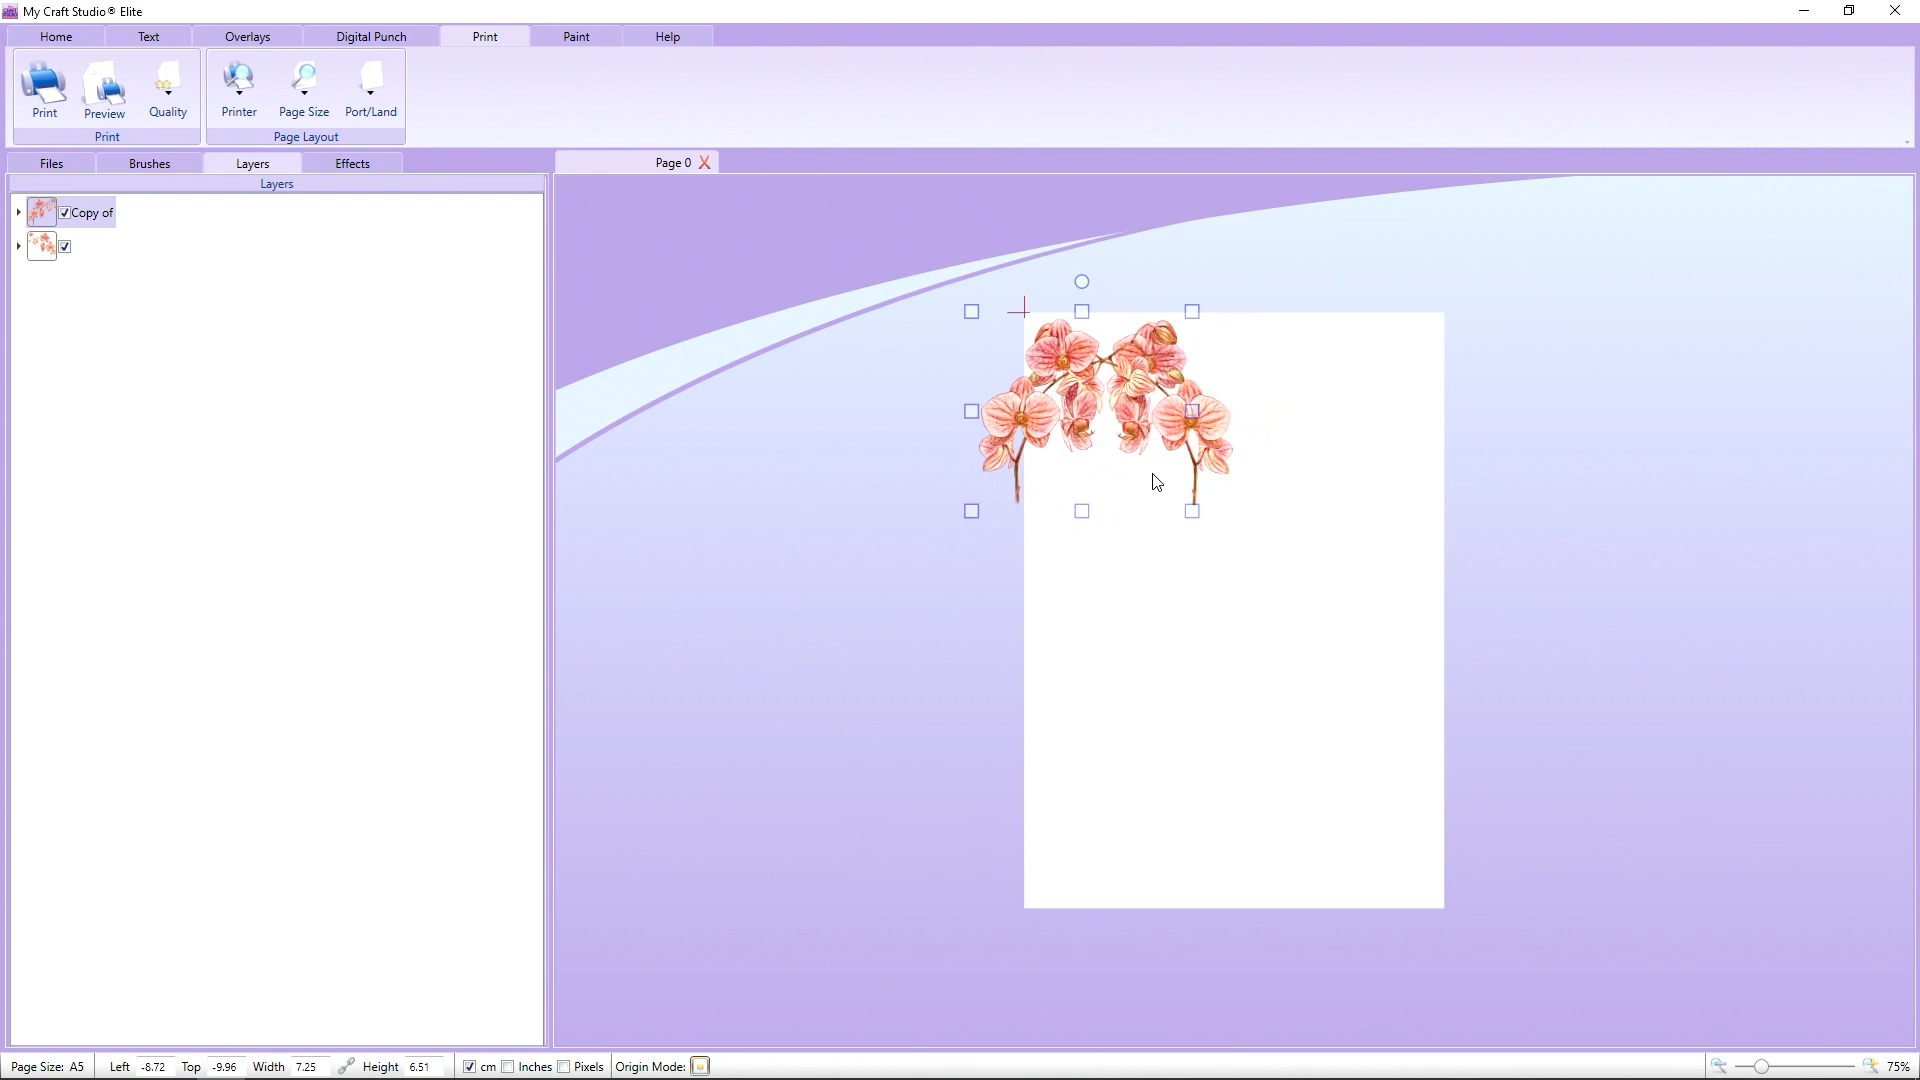 My Craft Studio® Elite
Home Text Overlays Digital Punch Print Paint Help
Print Preview Quality Printer Page Size Port/Land
Print Page Layout
Files Brushes Layers Effects Page 0
Layers
Copy of
Page Size: A5 Left -8.72 Top -9.96 Width 7.25 Height 6.51 cm Inches Pixels Origin Mode: 75%